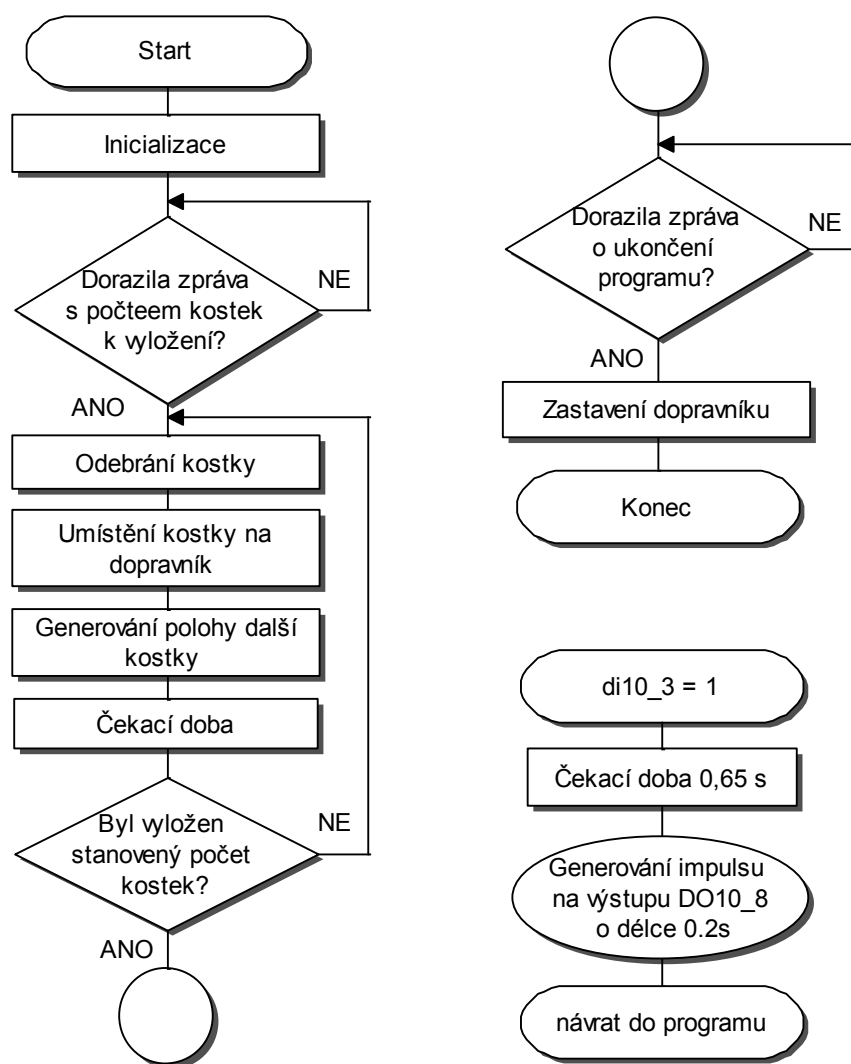 Start
Inicializace
Dorazila zpráva
s počteem kostek
k vyložení?
NE
ANO
Odebrání kostky
Umístění kostky na
dopravník
Generování polohy další
kostky
Čekací doba
Byl vyložen
stanovený počet
kostek?
NE
ANO
Dorazila zpráva
o ukončení
programu?
NE
ANO
Zastavení dopravníku
Konec
di10_3 = 1
Čekací doba 0,65 s
Generování impulsu
na výstupu DO10_8
o délce 0.2s
návrat do programu